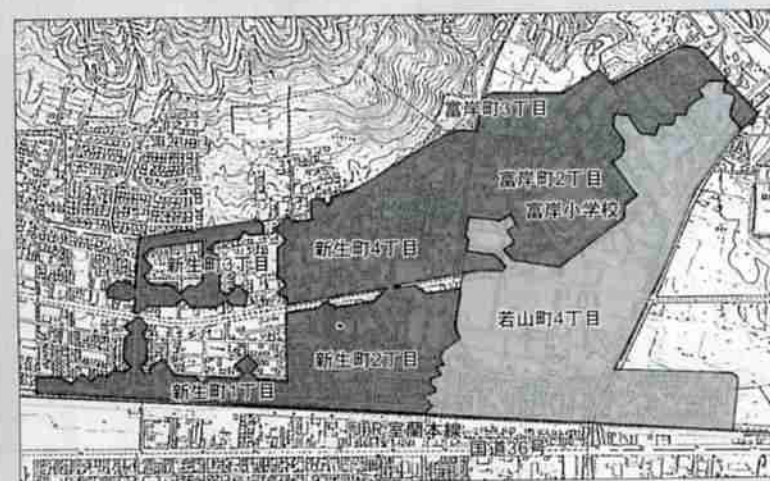 富岸町3丁目
富岸町2丁目
富岸小学校
新生町3丁目
新生町4丁目
若山町4丁目
新生町2丁目
新生町1丁目
JR室蘭本線
国道36号